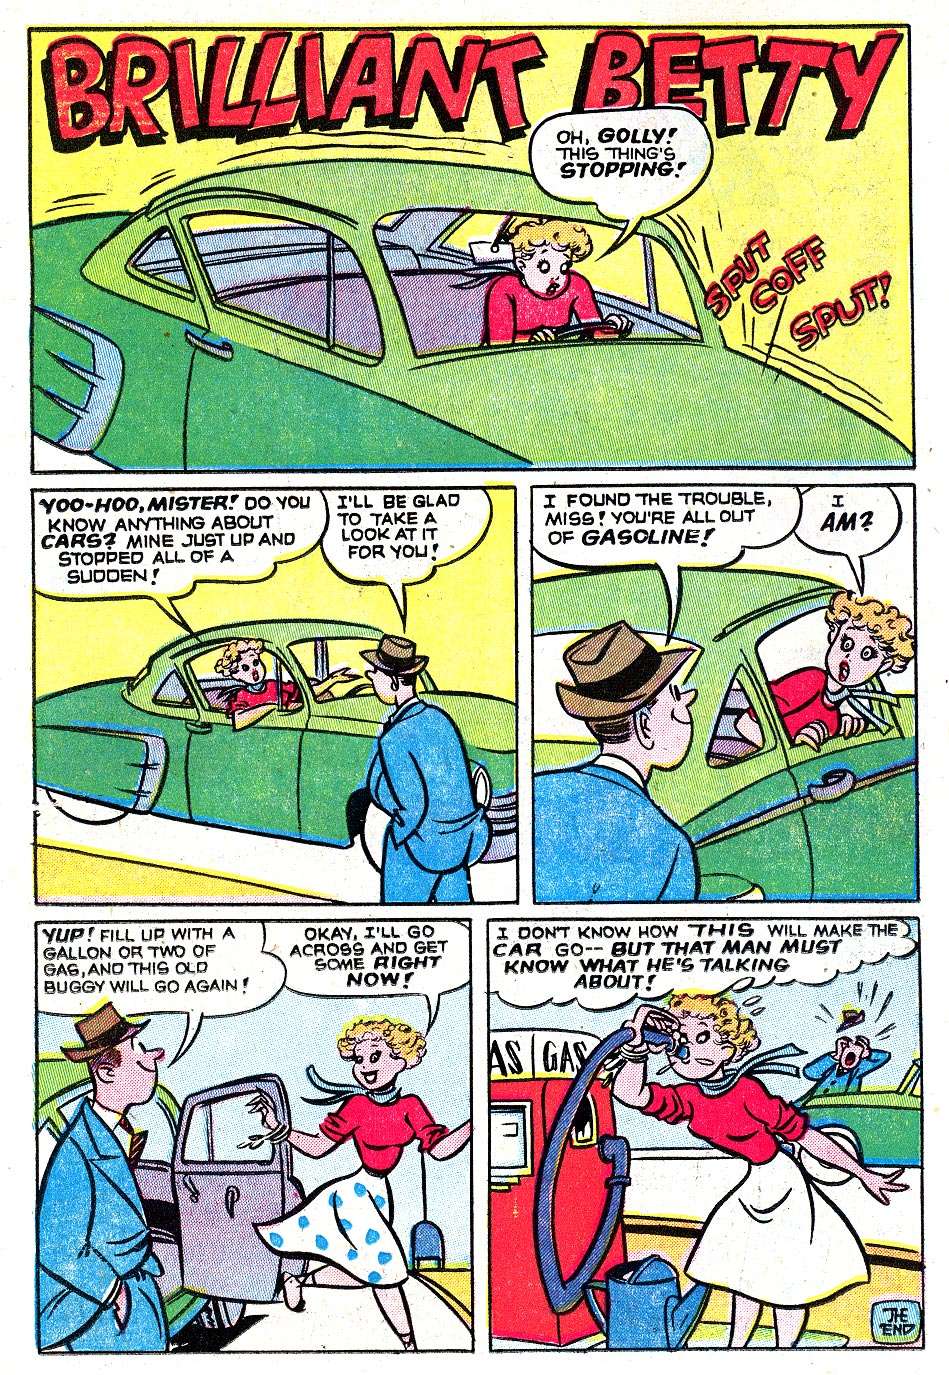 BRILLIANT BETTY
OH, GOLLY!
THIS THING'S
STOPPING!
SPUT
COFF
SPUT!
YOO-HOO, MISTER! DO YOU
KNOW ANYTHING ABOUT
CARS? MINE JUST UP AND
STOPPED ALL OF A
SUDDEN!
I'LL BE GLAD
TO TAKE A
LOOK AT IT
FOR YOU!
I FOUND THE TROUBLE,
MISS! YOU'RE ALL OUT
OF GASOLINE!
I
AM?
YUP! FILL UP WITH A
GALLON OR TWO OF
GAS, AND THIS OLD
BUGGY WILL GO AGAIN!
OKAY, I'LL GO
ACROSS AND GET
SOME RIGHT
NOW!
I DON'T KNOW HOW THIS WILL MAKE THE
CAR GO-- BUT THAT MAN MUST
KNOW WHAT HE'S TALKING
ABOUT!
AS GAS
THE
END